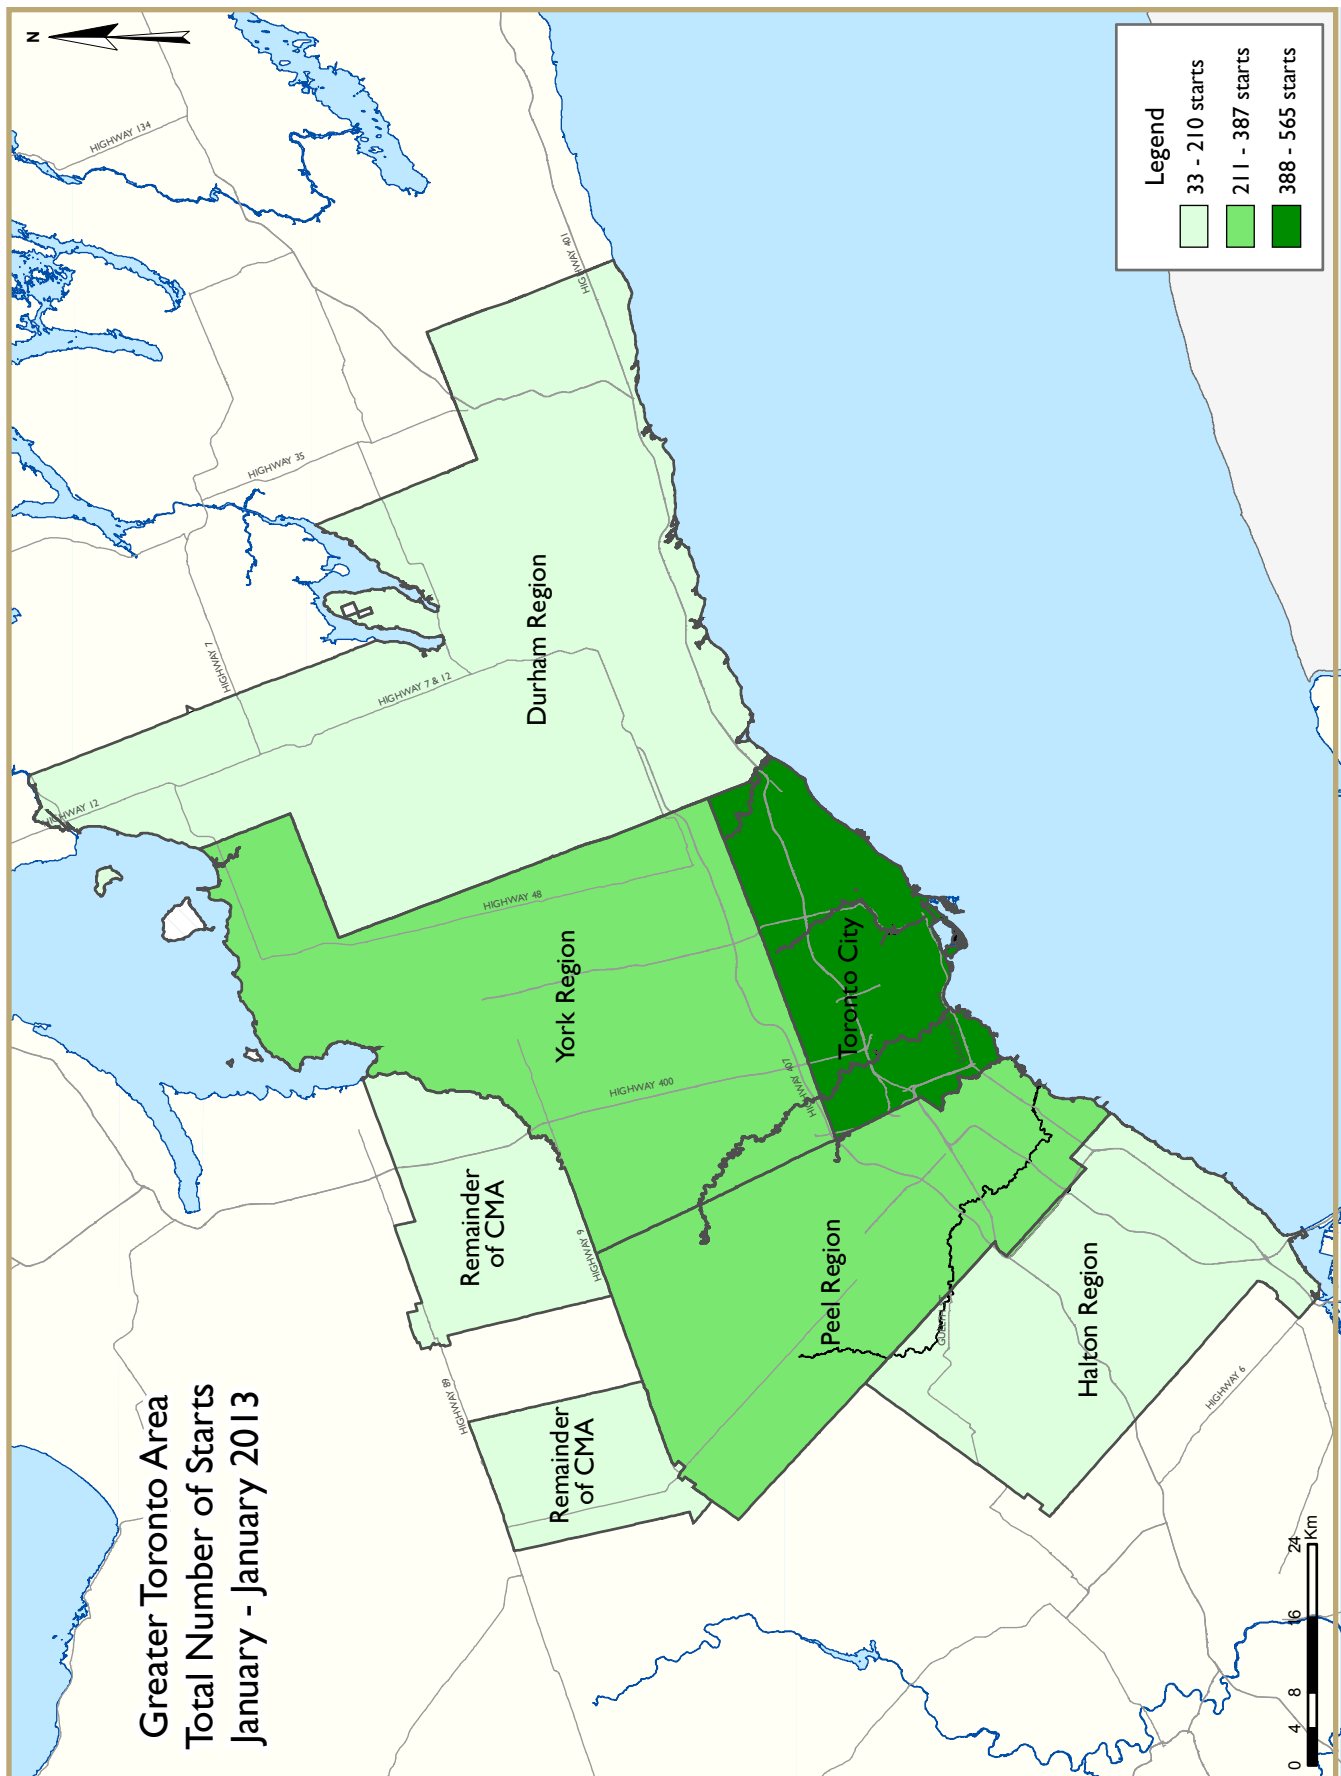 Greater Toronto Area
Total Number of Starts
January - January 2013
N
HIGHWAY 134
HIGHWAY 401
HIGHWAY 35
HIGHWAY 7
HIGHWAY 7 & 12
HIGHWAY 12
HIGHWAY 48
HIGHWAY 400
HIGHWAY 407
HIGHWAY 9
HIGHWAY 89
HIGHWAY 6
Durham Region
York Region
Toronto City
Peel Region
Halton Region
Remainder
of CMA
Remainder
of CMA
Legend
33 - 210 starts
211 - 387 starts
388 - 565 starts
0 4 8 16 24
Km